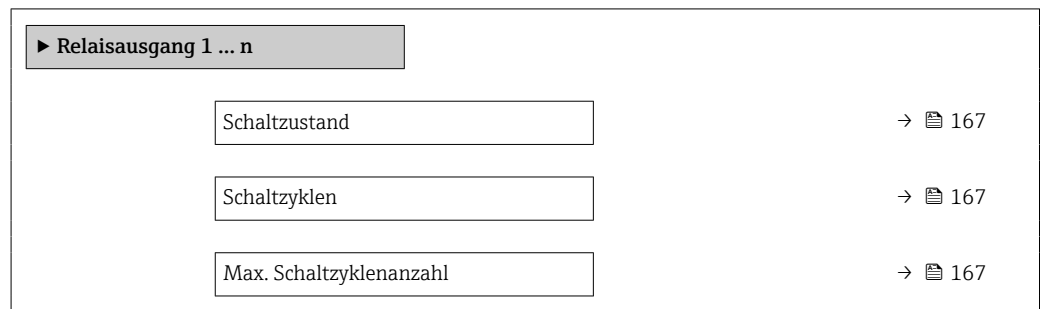 ▶ Relaisausgang 1 ... n
Schaltzustand → 🖺 167
Schaltzyklen → 🖺 167
Max. Schaltzyklenanzahl → 🖺 167